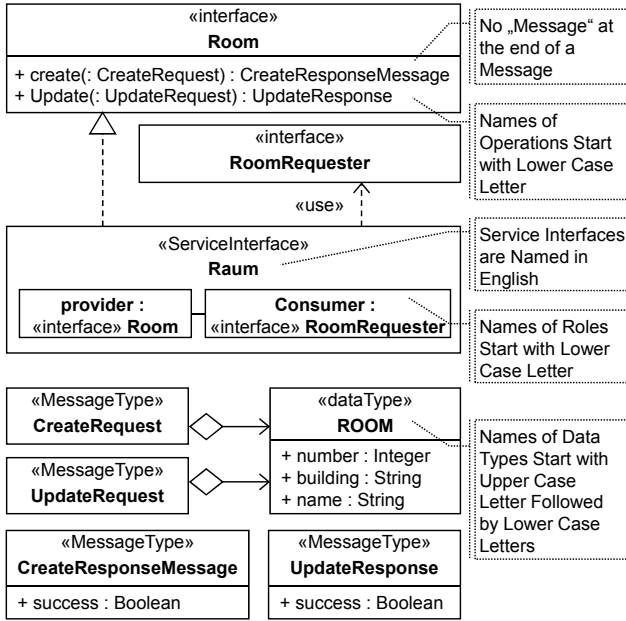 «interface»
Room
+ create(: CreateRequest) : CreateResponseMessage
+ Update(: UpdateRequest) : UpdateResponse
No „Message“ at
the end of a
Message
Names of
Operations Start
with Lower Case
Letter
«interface»
RoomRequester
«use»
«ServiceInterface»
Raum
provider :
«interface» Room
Consumer :
«interface» RoomRequester
Service Interfaces
are Named in
English
Names of Roles
Start with Lower
Case Letter
«MessageType»
CreateRequest
«MessageType»
UpdateRequest
«dataType»
ROOM
+ number : Integer
+ building : String
+ name : String
Names of Data
Types Start with
Upper Case
Letter Followed
by Lower Case
Letters
«MessageType»
CreateResponseMessage
+ success : Boolean
«MessageType»
UpdateResponse
+ success : Boolean